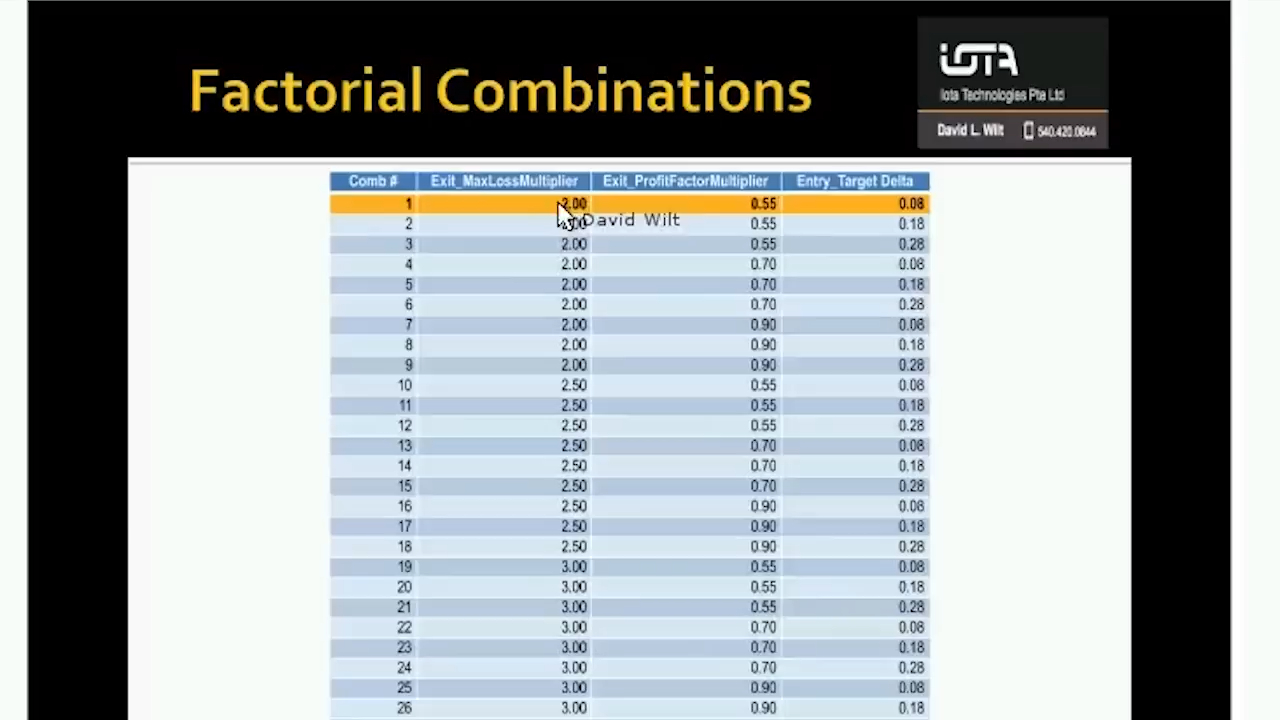 Factorial Combinations
iOTA
Iota Technologies Pte Ltd
David L. Wilt 540.420.0844
Comb # Exit_MaxLossMultiplier Exit_ProfitFactorMultiplier Entry_Target Delta
1 2.00 0.55 0.08
David Wilt
2 2.00 0.55 0.18
3 2.00 0.55 0.28
4 2.00 0.70 0.08
5 2.00 0.70 0.18
6 2.00 0.70 0.28
7 2.00 0.90 0.08
8 2.00 0.90 0.18
9 2.00 0.90 0.28
10 2.50 0.55 0.08
11 2.50 0.55 0.18
12 2.50 0.55 0.28
13 2.50 0.70 0.08
14 2.50 0.70 0.18
15 2.50 0.70 0.28
16 2.50 0.90 0.08
17 2.50 0.90 0.18
18 2.50 0.90 0.28
19 3.00 0.55 0.08
20 3.00 0.55 0.18
21 3.00 0.55 0.28
22 3.00 0.70 0.08
23 3.00 0.70 0.18
24 3.00 0.70 0.28
25 3.00 0.90 0.08
26 3.00 0.90 0.18